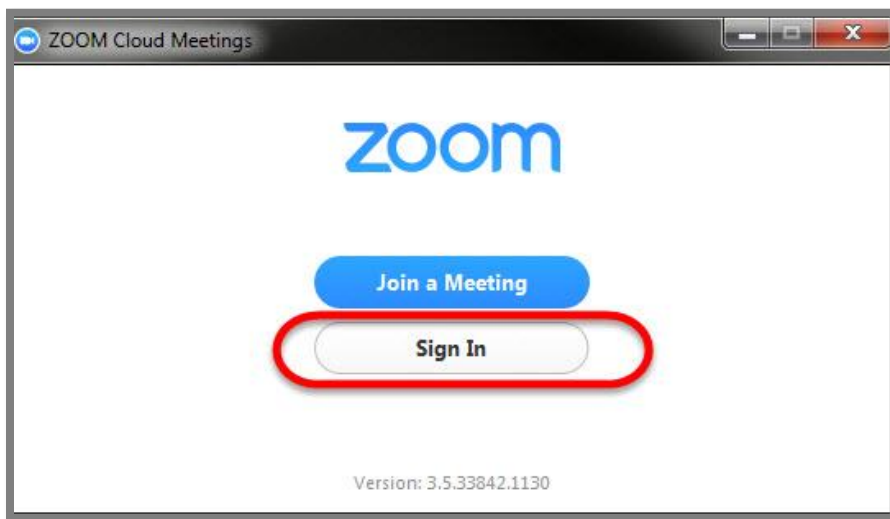 ZOOM Cloud Meetings
zoom
Join a Meeting
Sign In
Version: 3.5.33842.1130